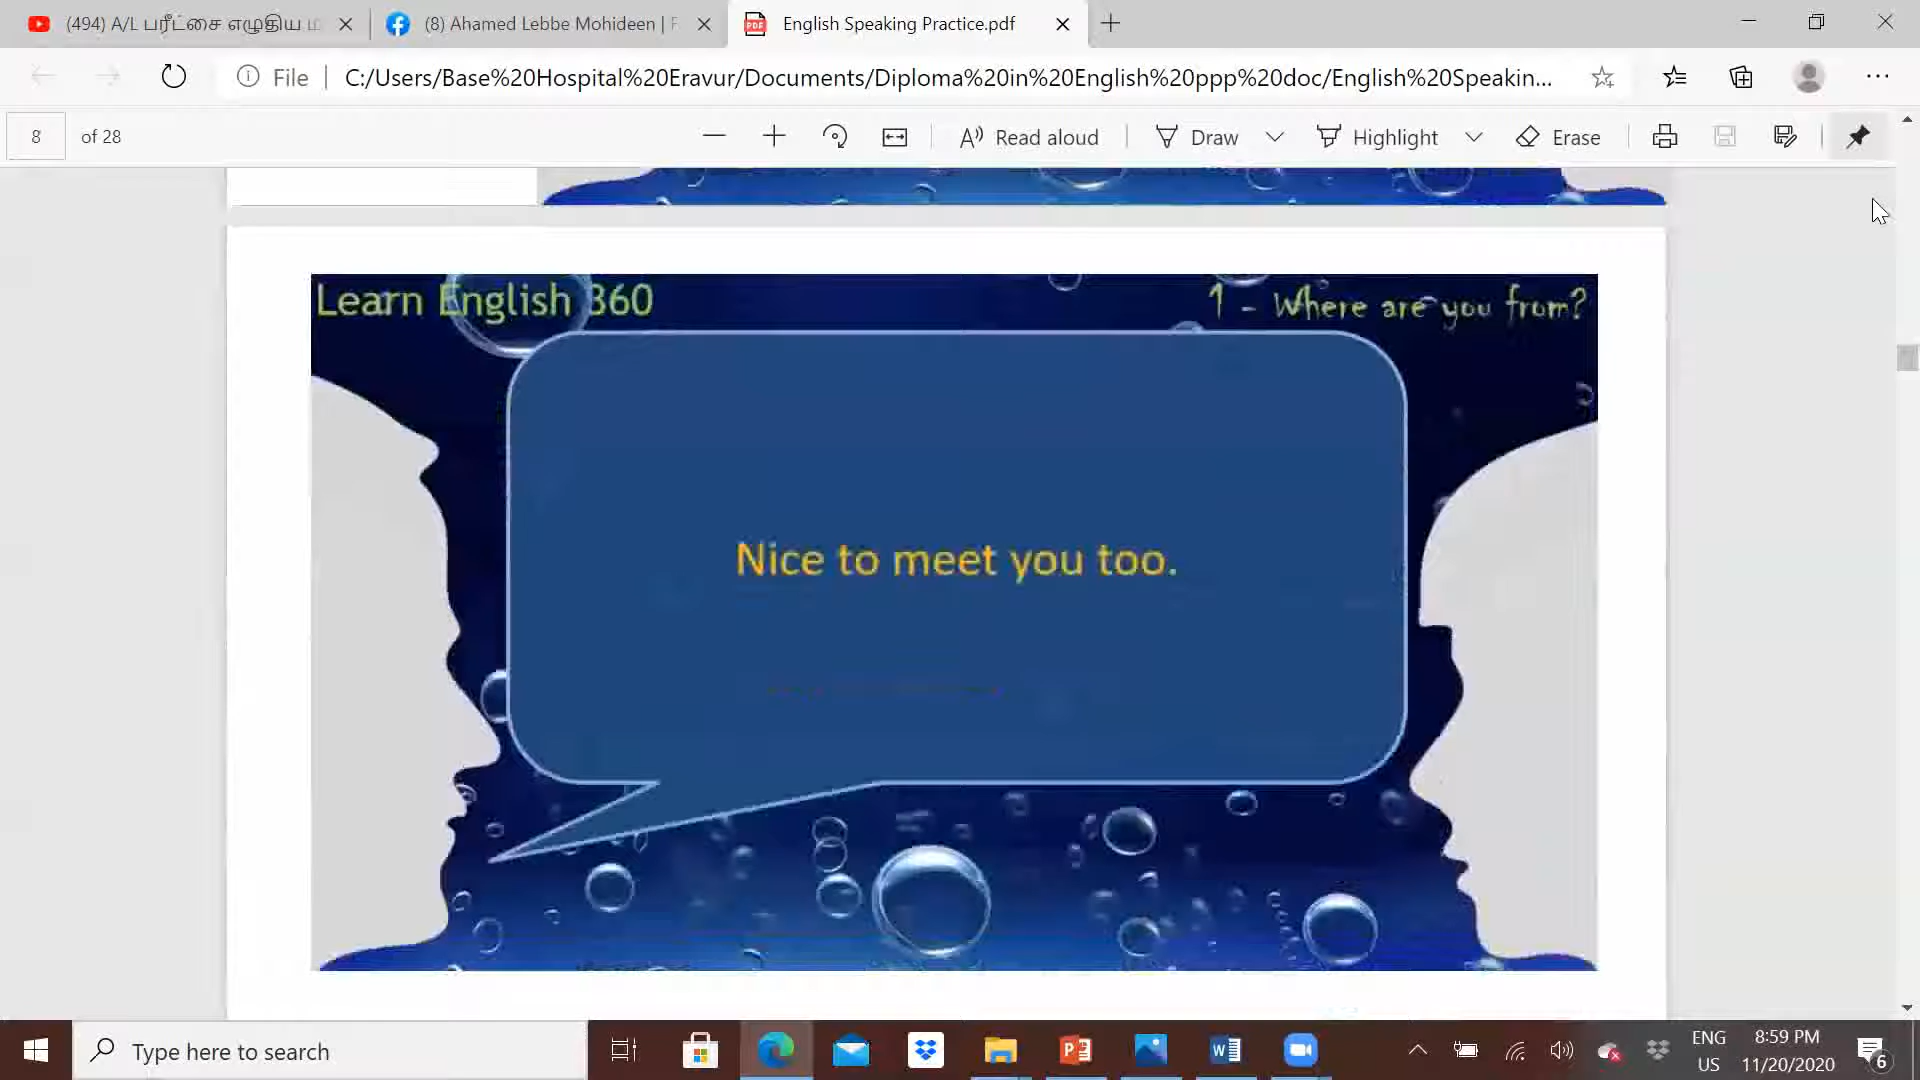 (494) A/L பரீட்சை எழுதிய
(8) Ahamed Lebbe Mohideen | F
English Speaking Practice.pdf
File
C:/Users/Base%20Hospital%20Eravur/Documents/Diploma%20in%20English%20ppp%20doc/English%20Speakin...
8 of 28
Read aloud
Draw
Highlight
Erase
Learn English 360
1 - Where are you from?
Nice to meet you too.
Type here to search
ENG
US
8:59 PM
11/20/2020
6